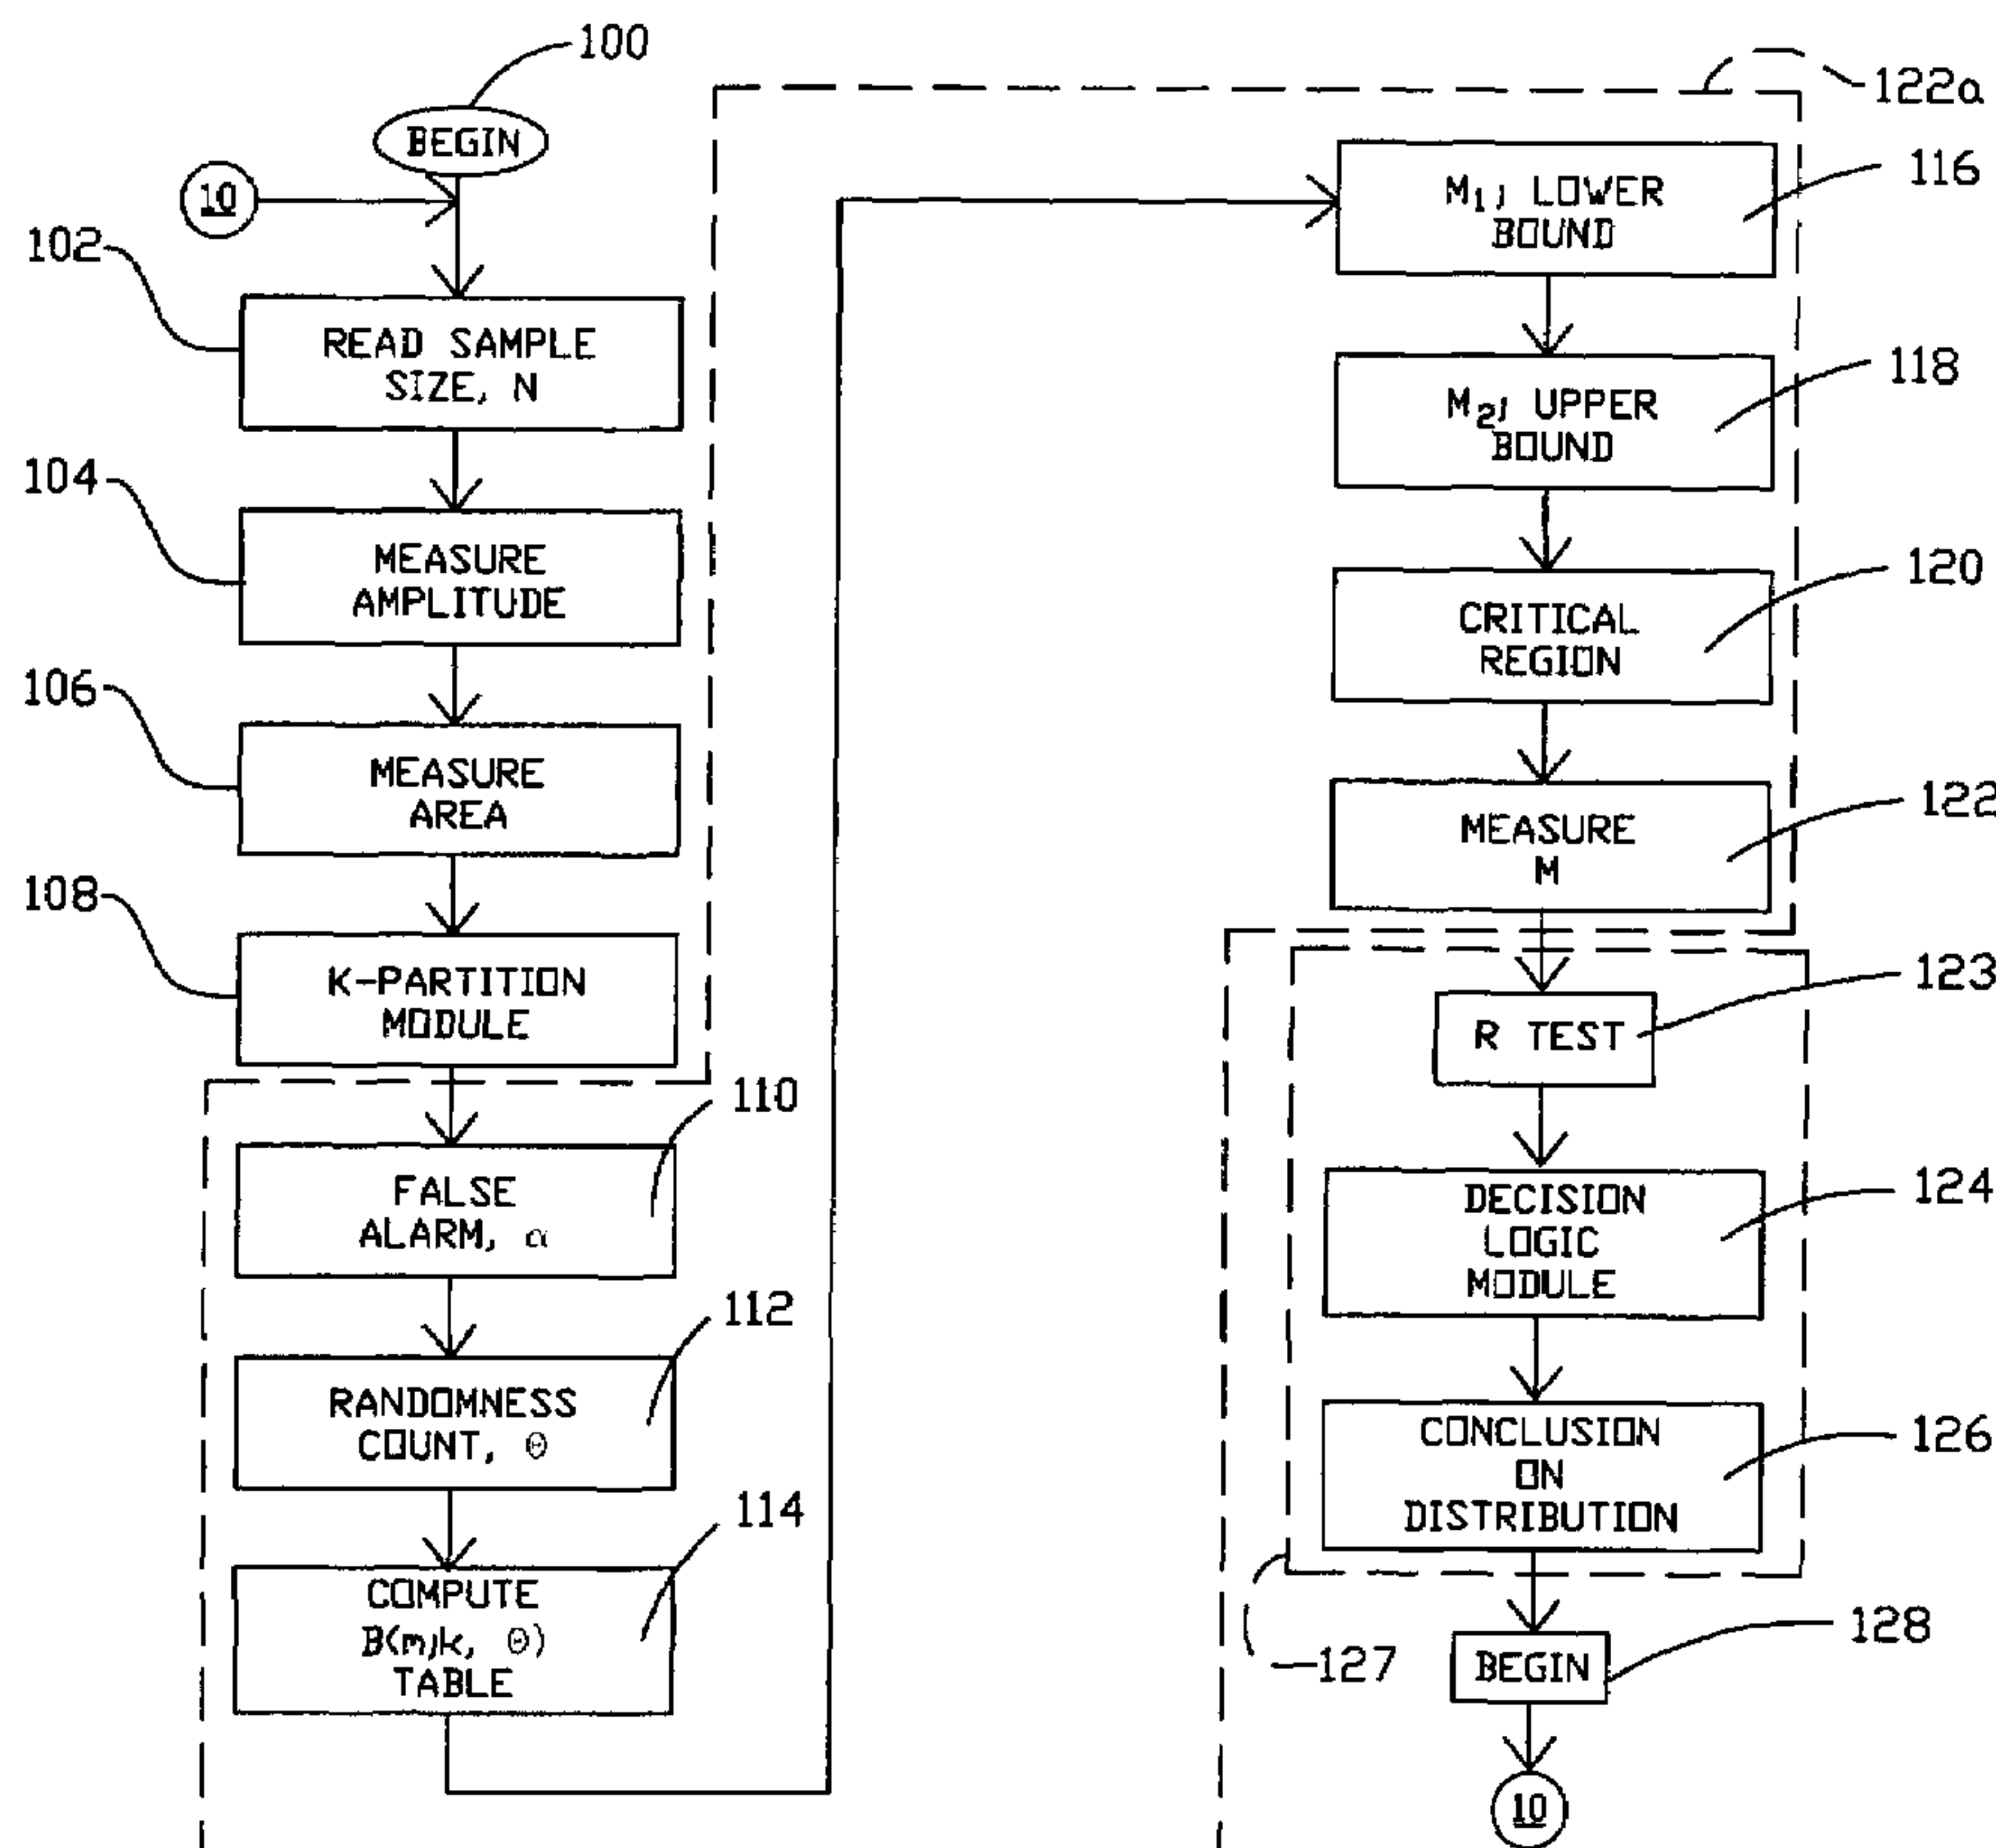 100
BEGIN
10
102
READ SAMPLE
SIZE, N
104
MEASURE
AMPLITUDE
106
MEASURE
AREA
108
K-PARTITION
MODULE
110
FALSE
ALARM, α
112
RANDOMNESS
COUNT, Θ
114
COMPUTE
B(m;k, Θ)
TABLE
122a
116
M₁; LOWER
BOUND
118
M₂; UPPER
BOUND
120
CRITICAL
REGION
122
MEASURE
M
123
R TEST
124
DECISION
LOGIC
MODULE
126
CONCLUSION
ON
DISTRIBUTION
127
128
BEGIN
10